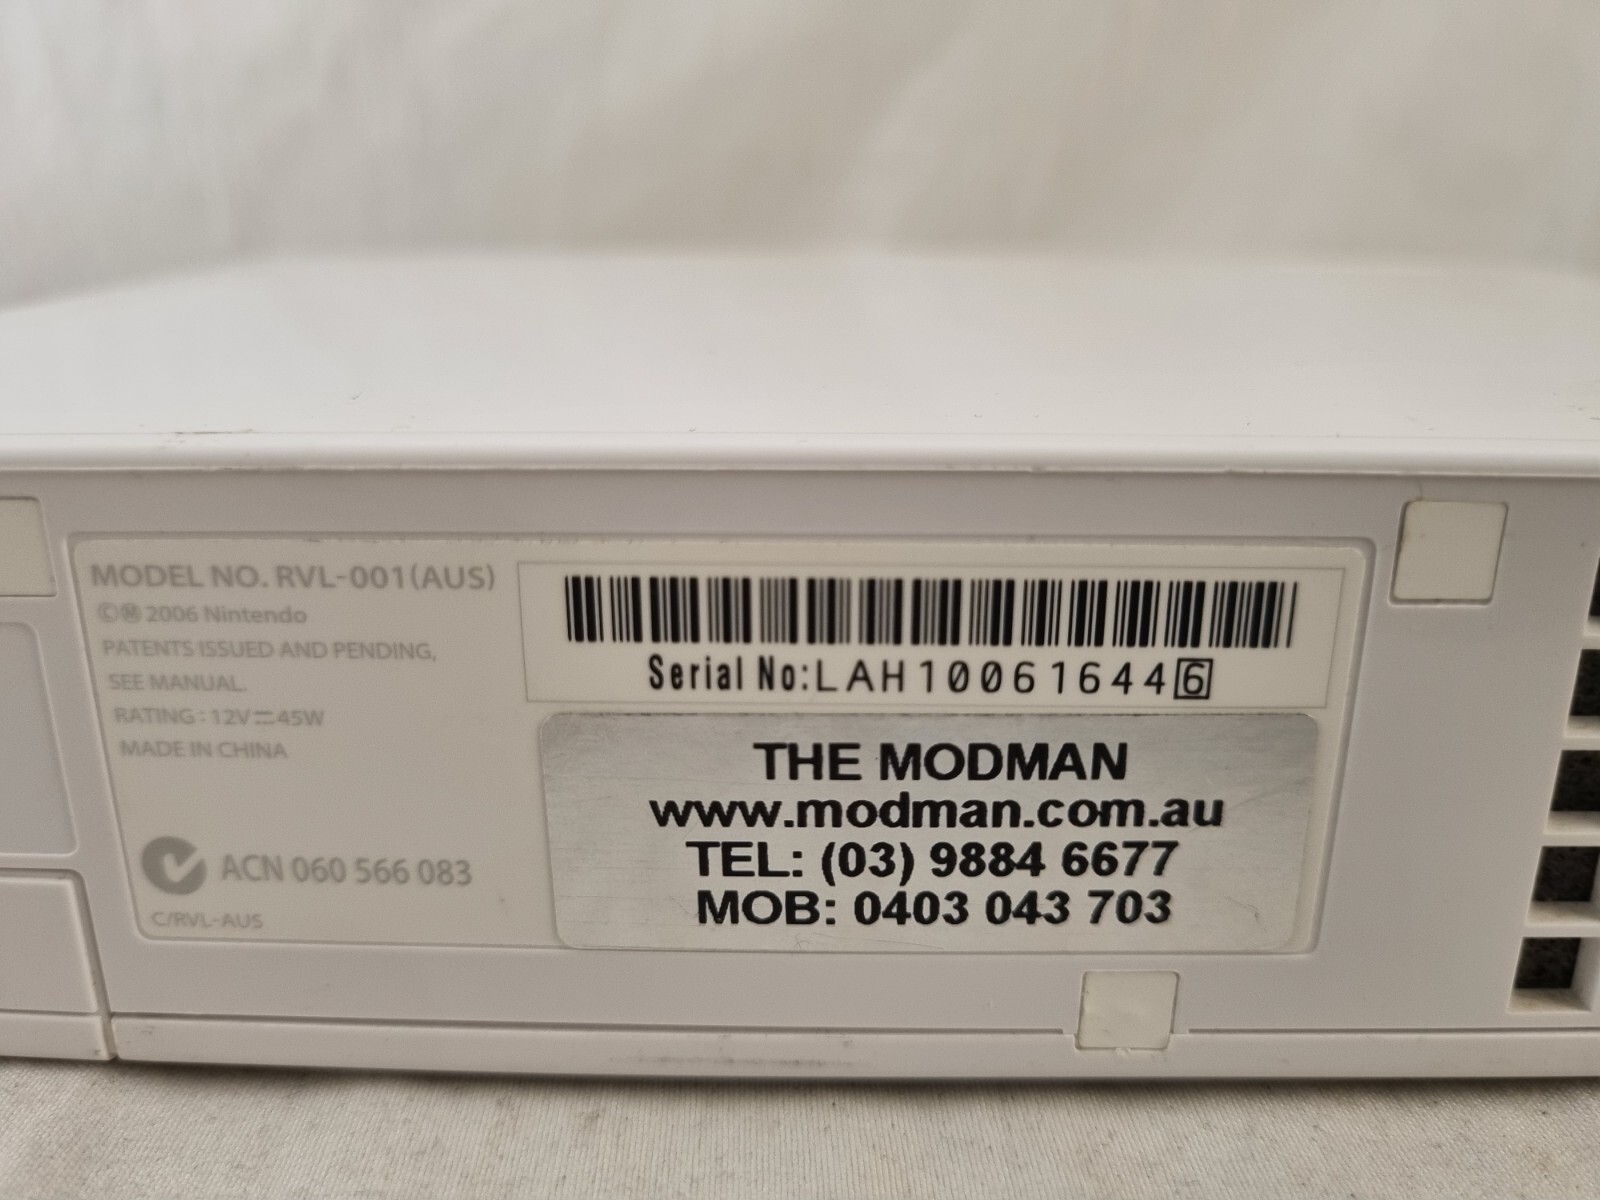 MODEL NO. RVL-001(AUS)
©Ⓜ 2006 Nintendo
PATENTS ISSUED AND PENDING,
SEE MANUAL.
RATING : 12V⎓45W
MADE IN CHINA
ACN 060 566 083
C/RVL-AUS
Serial No:LAH100616446
THE MODMAN
www.modman.com.au
TEL: (03) 9884 6677
MOB: 0403 043 703